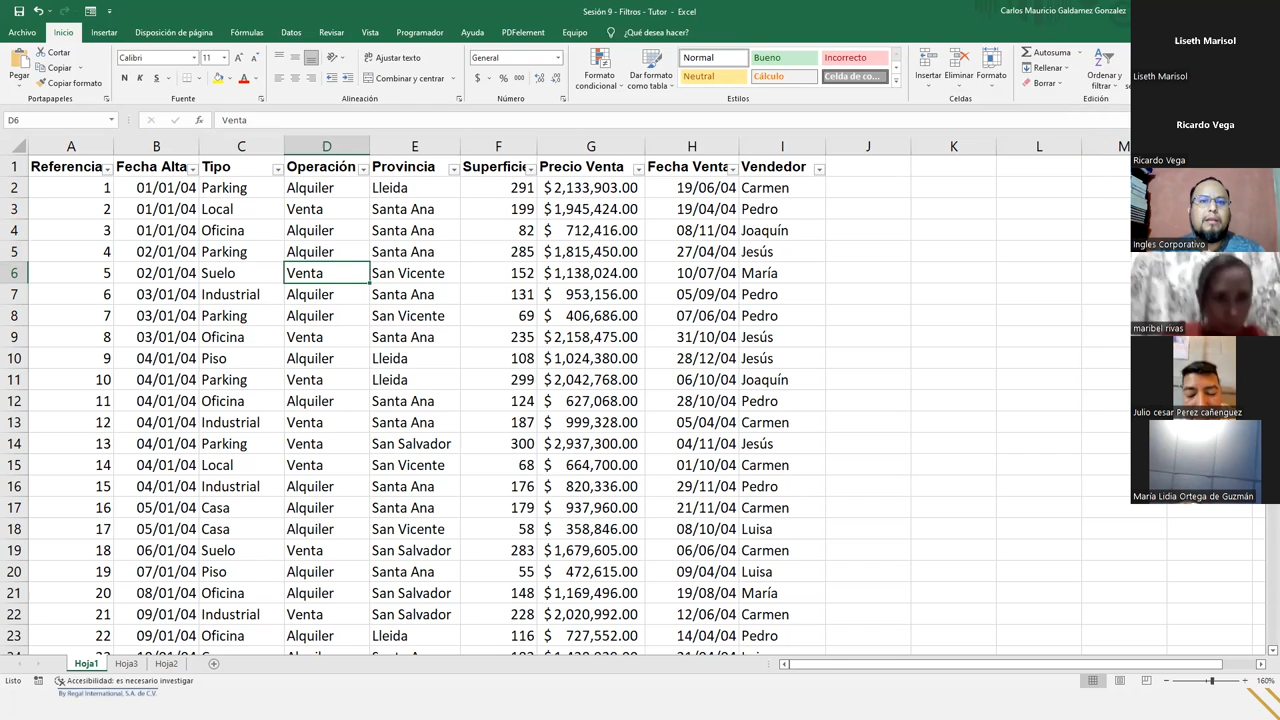 Sesión 9 - Filtros - Tutor - Excel
Carlos Mauricio Galdamez Gonzalez
Archivo Inicio Insertar Disposición de página Fórmulas Datos Revisar Vista Programador Ayuda PDFelement Equipo ¿Qué desea hacer?
Pegar Cortar Copiar Copiar formato Portapapeles
Calibri 11 A A N K S A Fuente
Ajustar texto Combinar y centrar Alineación
General $ % 000 Número
Formato condicional Dar formato como tabla
Normal Bueno Incorrecto
Neutral Cálculo Celda de co...
Estilos
Insertar Eliminar Formato Celdas
Autosuma Rellenar Borrar Ordenar y filtrar Edición
D6 fx Venta
A B C D E F G H I J K L M
1 Referencia Fecha Alta Tipo Operación Provincia Superficie Precio Venta Fecha Venta Vendedor
2 1 01/01/04 Parking Alquiler Lleida 291 $ 2,133,903.00 19/06/04 Carmen
3 2 01/01/04 Local Venta Santa Ana 199 $ 1,945,424.00 19/04/04 Pedro
4 3 01/01/04 Oficina Alquiler Santa Ana 82 $ 712,416.00 08/11/04 Joaquín
5 4 02/01/04 Parking Alquiler Santa Ana 285 $ 1,815,450.00 27/04/04 Jesús
6 5 02/01/04 Suelo Venta San Vicente 152 $ 1,138,024.00 10/07/04 María
7 6 03/01/04 Industrial Alquiler Santa Ana 131 $ 953,156.00 05/09/04 Pedro
8 7 03/01/04 Parking Alquiler San Vicente 69 $ 406,686.00 07/06/04 Pedro
9 8 03/01/04 Oficina Alquiler Santa Ana 235 $ 2,158,475.00 31/10/04 Jesús
10 9 04/01/04 Piso Alquiler Lleida 108 $ 1,024,380.00 28/12/04 Jesús
11 10 04/01/04 Parking Venta Lleida 299 $ 2,042,768.00 06/10/04 Joaquín
12 11 04/01/04 Oficina Alquiler Santa Ana 124 $ 627,068.00 28/10/04 Pedro
13 12 04/01/04 Industrial Venta Santa Ana 187 $ 999,328.00 05/04/04 Carmen
14 13 04/01/04 Parking Venta San Salvador 300 $ 2,937,300.00 04/11/04 Jesús
15 14 04/01/04 Local Venta San Vicente 68 $ 664,700.00 01/10/04 Carmen
16 15 04/01/04 Industrial Alquiler Santa Ana 176 $ 820,336.00 29/11/04 Pedro
17 16 05/01/04 Casa Alquiler Santa Ana 179 $ 937,960.00 21/11/04 Carmen
18 17 05/01/04 Casa Alquiler San Vicente 58 $ 358,846.00 08/10/04 Luisa
19 18 06/01/04 Suelo Venta San Salvador 283 $ 1,679,605.00 06/06/04 Carmen
20 19 07/01/04 Piso Alquiler Santa Ana 55 $ 472,615.00 09/04/04 Luisa
21 20 08/01/04 Oficina Alquiler San Salvador 148 $ 1,169,496.00 19/08/04 María
22 21 09/01/04 Industrial Venta San Salvador 228 $ 2,020,992.00 12/06/04 Carmen
23 22 09/01/04 Oficina Alquiler Lleida 116 $ 727,552.00 14/04/04 Pedro
Hoja1 Hoja3 Hoja2
Listo Accesibilidad: es necesario investigar 160%
By Regal International, S.A. de C.V.
Liseth Marisol
Liseth Marisol
Ricardo Vega
Ricardo Vega
Ingles Corporativo
maribel rivas
Julio cesar Perez cañenguez
María Lidia Ortega de Guzmán